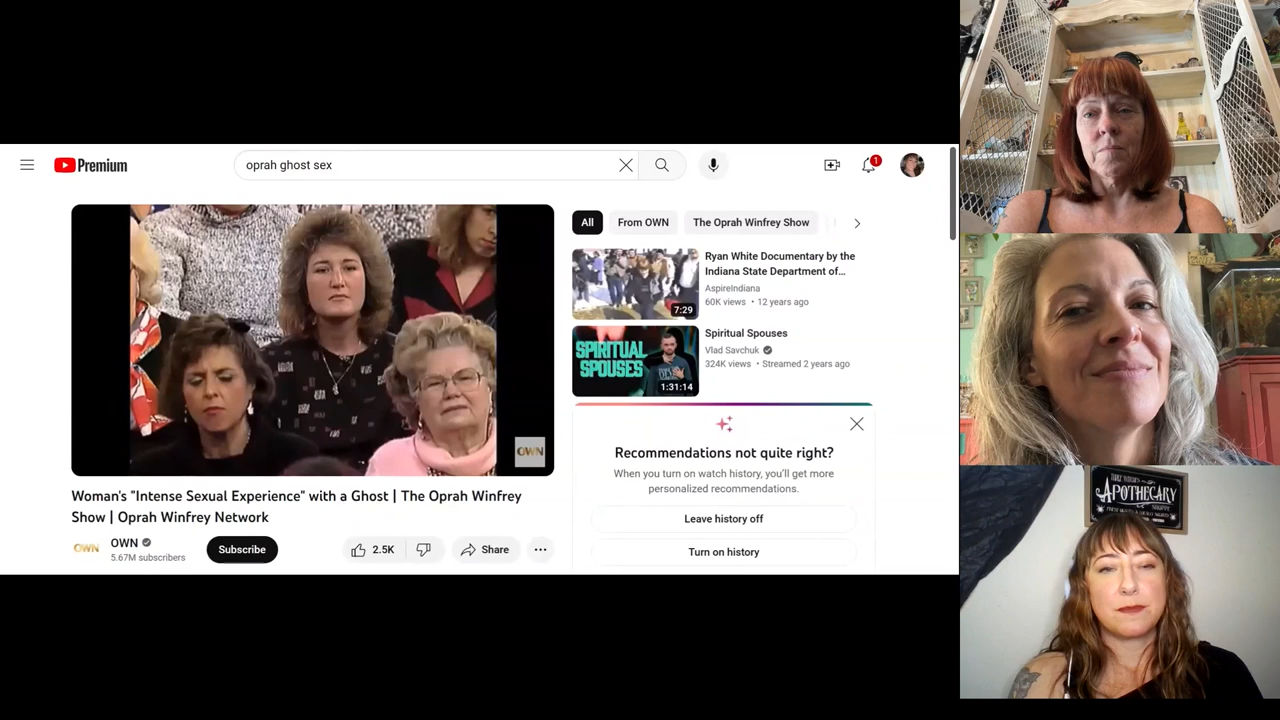 Premium
oprah ghost sex
1
All
From OWN
The Oprah Winfrey Show
Ryan White Documentary by the
Indiana State Department of...
AspireIndiana
60K views • 12 years ago
7:29
SPIRITUAL
SPOUSES
1:31:14
Spiritual Spouses
Vlad Savchuk
324K views • Streamed 2 years ago
Recommendations not quite right?
When you turn on watch history, you'll get more
personalized recommendations.
Leave history off
Turn on history
OWN
Woman's "Intense Sexual Experience" with a Ghost | The Oprah Winfrey
Show | Oprah Winfrey Network
OWN
OWN
5.67M subscribers
Subscribe
2.5K
Share
APOTHECARY